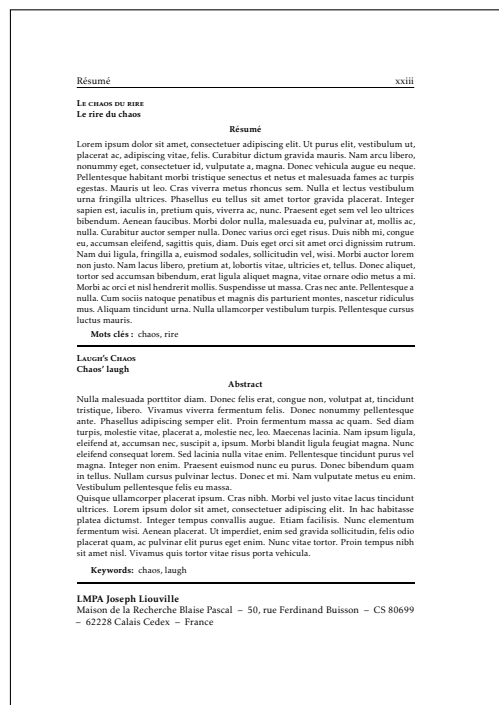 Résumé xxiii
Le chaos du rire
Le rire du chaos
Résumé
Lorem ipsum dolor sit amet, consectetuer adipiscing elit. Ut purus elit, vestibulum ut,
placerat ac, adipiscing vitae, felis. Curabitur dictum gravida mauris. Nam arcu libero,
nonummy eget, consectetuer id, vulputate a, magna. Donec vehicula augue eu neque.
Pellentesque habitant morbi tristique senectus et netus et malesuada fames ac turpis
egestas. Mauris ut leo. Cras viverra metus rhoncus sem. Nulla et lectus vestibulum
urna fringilla ultrices. Phasellus eu tellus sit amet tortor gravida placerat. Integer
sapien est, iaculis in, pretium quis, viverra ac, nunc. Praesent eget sem vel leo ultrices
bibendum. Aenean faucibus. Morbi dolor nulla, malesuada eu, pulvinar at, mollis ac,
nulla. Curabitur auctor semper nulla. Donec varius orci eget risus. Duis nibh mi, congue
eu, accumsan eleifend, sagittis quis, diam. Duis eget orci sit amet orci dignissim rutrum.
Nam dui ligula, fringilla a, euismod sodales, sollicitudin vel, wisi. Morbi auctor lorem
non justo. Nam lacus libero, pretium at, lobortis vitae, ultricies et, tellus. Donec aliquet,
tortor sed accumsan bibendum, erat ligula aliquet magna, vitae ornare odio metus a mi.
Morbi ac orci et nisl hendrerit mollis. Suspendisse ut massa. Cras nec ante. Pellentesque a
nulla. Cum sociis natoque penatibus et magnis dis parturient montes, nascetur ridiculus
mus. Aliquam tincidunt urna. Nulla ullamcorper vestibulum turpis. Pellentesque cursus
luctus mauris.
Mots clés : chaos, rire
Laugh's Chaos
Chaos' laugh
Abstract
Nulla malesuada porttitor diam. Donec felis erat, congue non, volutpat at, tincidunt
tristique, libero. Vivamus viverra fermentum felis. Donec nonummy pellentesque
ante. Phasellus adipiscing semper elit. Proin fermentum massa ac quam. Sed diam
turpis, molestie vitae, placerat a, molestie nec, leo. Maecenas lacinia. Nam ipsum ligula,
eleifend at, accumsan nec, suscipit a, ipsum. Morbi blandit ligula feugiat magna. Nunc
eleifend consequat lorem. Sed lacinia nulla vitae enim. Pellentesque tincidunt purus vel
magna. Integer non enim. Praesent euismod nunc eu purus. Donec bibendum quam
in tellus. Nullam cursus pulvinar lectus. Donec et mi. Nam vulputate metus eu enim.
Vestibulum pellentesque felis eu massa.
Quisque ullamcorper placerat ipsum. Cras nibh. Morbi vel justo vitae lacus tincidunt
ultrices. Lorem ipsum dolor sit amet, consectetuer adipiscing elit. In hac habitasse
platea dictumst. Integer tempus convallis augue. Etiam facilisis. Nunc elementum
fermentum wisi. Aenean placerat. Ut imperdiet, enim sed gravida sollicitudin, felis odio
placerat quam, ac pulvinar elit purus eget enim. Nunc vitae tortor. Proin tempus nibh
sit amet nisl. Vivamus quis tortor vitae risus porta vehicula.
Keywords: chaos, laugh
LMPA Joseph Liouville
Maison de la Recherche Blaise Pascal – 50, rue Ferdinand Buisson – CS 80699
– 62228 Calais Cedex – France